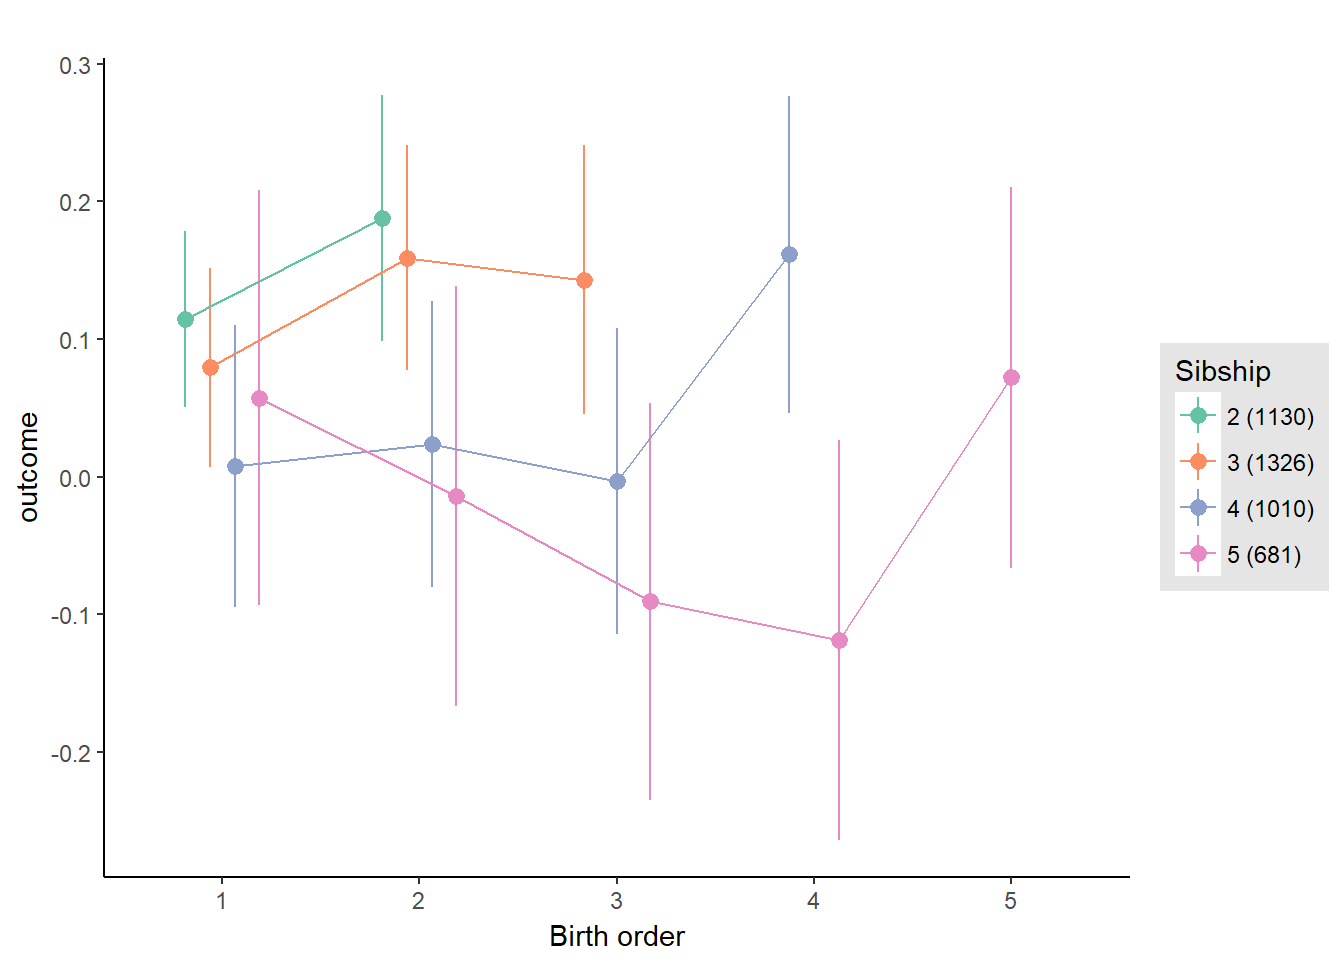 0.3
0.2
0.1
0.0
-0.1
-0.2
outcome
1 2 3 4 5
Birth order
Sibship
2 (1130)
3 (1326)
4 (1010)
5 (681)